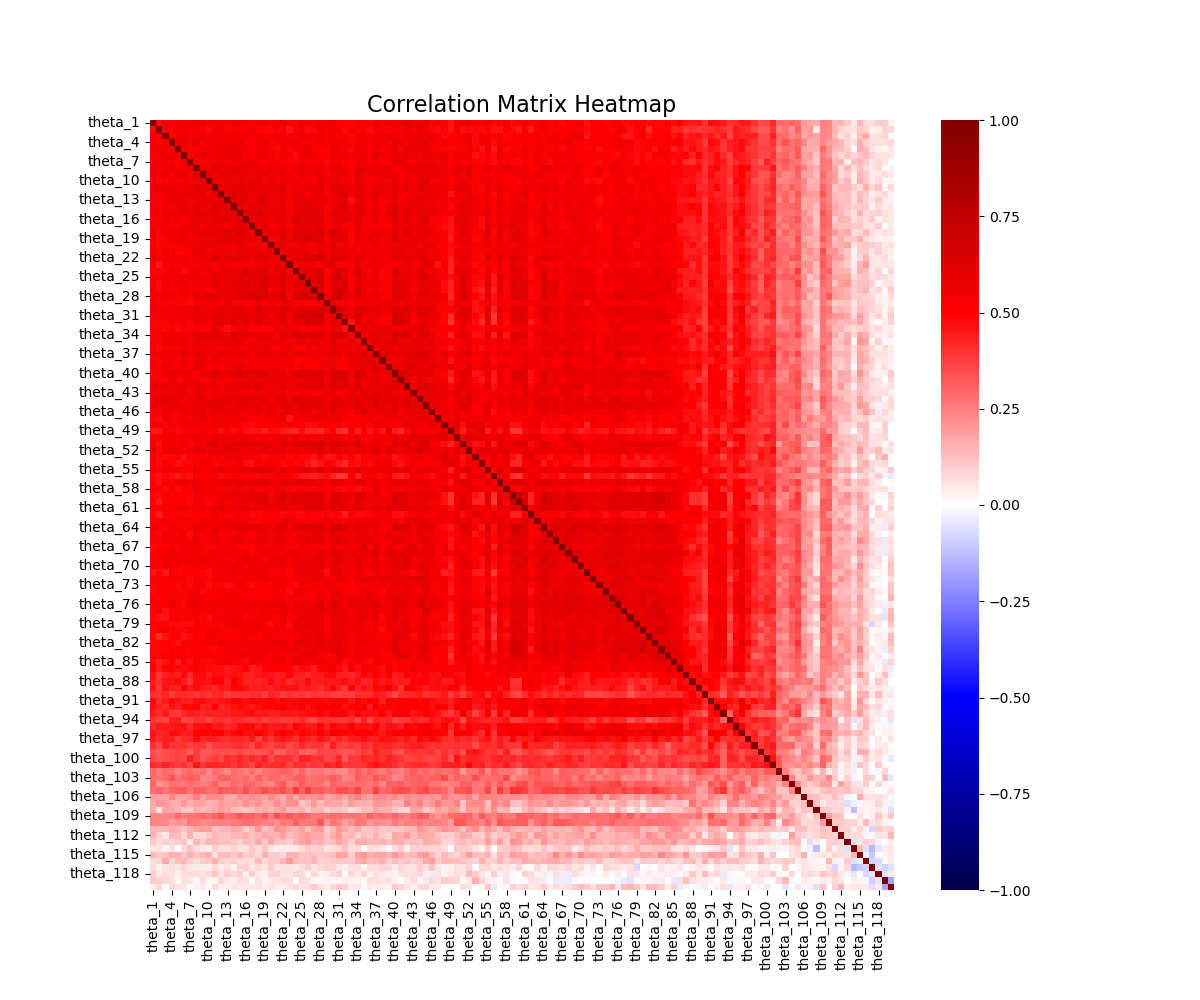 Correlation Matrix Heatmap
theta_1
theta_4
theta_7
theta_10
theta_13
theta_16
theta_19
theta_22
theta_25
theta_28
theta_31
theta_34
theta_37
theta_40
theta_43
theta_46
theta_49
theta_52
theta_55
theta_58
theta_61
theta_64
theta_67
theta_70
theta_73
theta_76
theta_79
theta_82
theta_85
theta_88
theta_91
theta_94
theta_97
theta_100
theta_103
theta_106
theta_109
theta_112
theta_115
theta_118
theta_1
theta_4
theta_7
theta_10
theta_13
theta_16
theta_19
theta_22
theta_25
theta_28
theta_31
theta_34
theta_37
theta_40
theta_43
theta_46
theta_49
theta_52
theta_55
theta_58
theta_61
theta_64
theta_67
theta_70
theta_73
theta_76
theta_79
theta_82
theta_85
theta_88
theta_91
theta_94
theta_97
theta_100
theta_103
theta_106
theta_109
theta_112
theta_115
theta_118
1.00
0.75
0.50
0.25
0.00
−0.25
−0.50
−0.75
−1.00